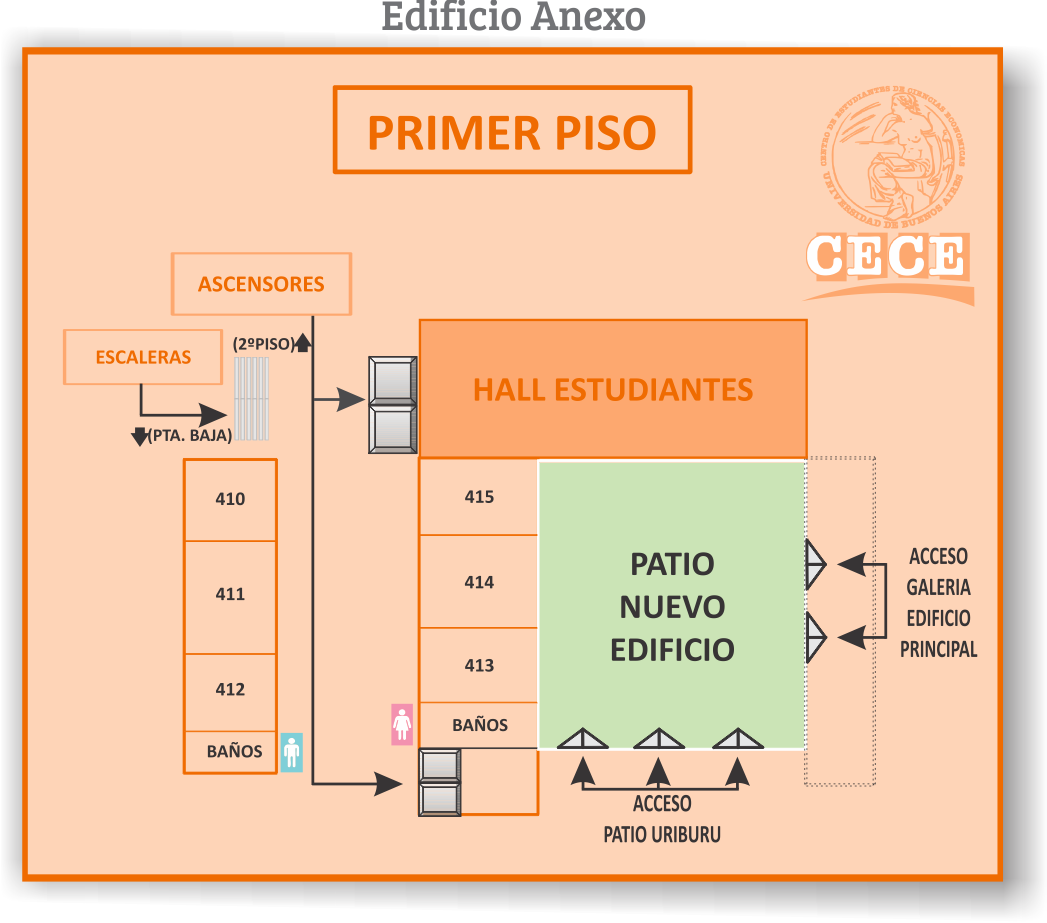 Edificio Anexo
PRIMER PISO
CENTRO DE ESTUDIANTES DE CIENCIAS ECONOMICAS
UNIVERSIDAD DE BUENOS AIRES
CECE
ASCENSORES
ESCALERAS
(2ºPISO)
(PTA. BAJA)
HALL ESTUDIANTES
410
411
412
BAÑOS
415
414
413
BAÑOS
PATIO
NUEVO
EDIFICIO
ACCESO
GALERIA
EDIFICIO
PRINCIPAL
ACCESO
PATIO URIBURU